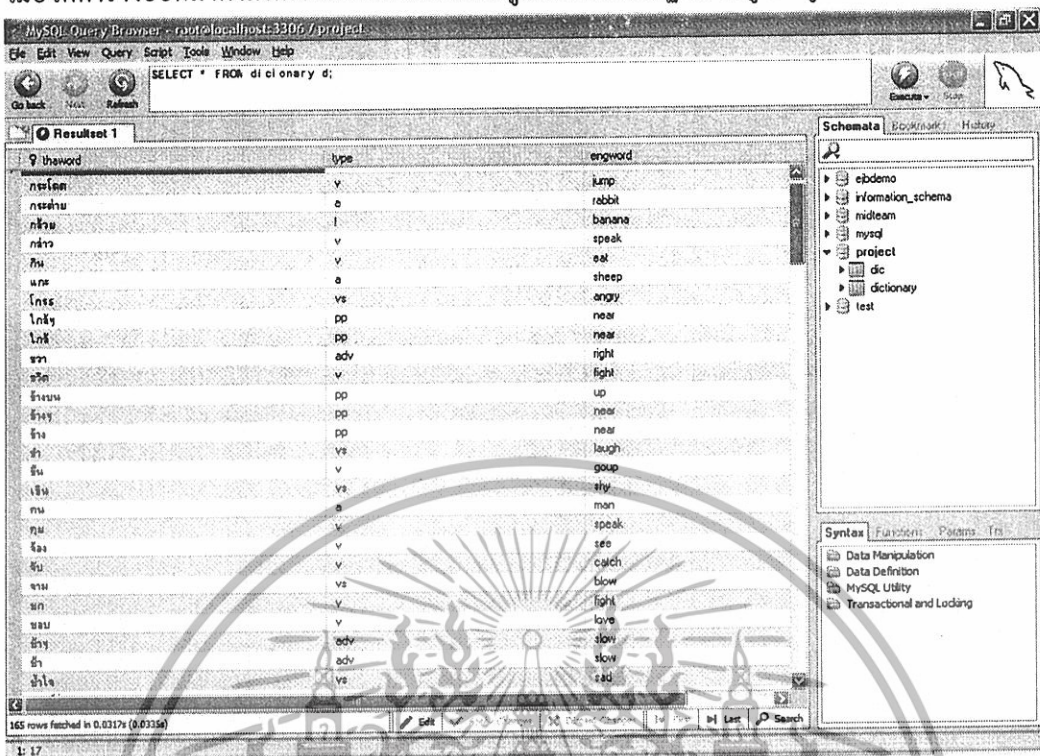 MySQL Query Browser - root@localhost:3306 / project
File Edit View Query Script Tools Window Help
SELECT * FROM dicionary d;
Go back Next Refresh
Execute Stop
Resultset 1
Schemata Bookmarks History
thaword type engword
กระโดด v jump
กระต่าย a rabbit
กล้วย banana
กล่าว v speak
กิน v eat
แกะ a sheep
โกรธ vs angry
ใกล้ๆ pp near
ใกล้ pp near
ขวา adv right
v fight
ข้างบน pp up
ข้างๆ pp near
ข้าง pp near
ขำ vs laugh
ขึ้น v goup
เขิน vs shy
คน a man
คุย v speak
จ้อง v see
จับ v catch
จาม vs blow
ชก v fight
ชอบ v love
ช้าๆ adv slow
ช้า adv slow
ช้ำใจ vs sad
ejbdemo
information_schema
midteam
mysql
project
dic
dictionary
test
Syntax Functions Params Trx
Data Manipulation
Data Definition
MySQL Utility
Transactional and Locking
165 rows fetched in 0.0317s (0.0335s)
Edit Last Search
1: 17